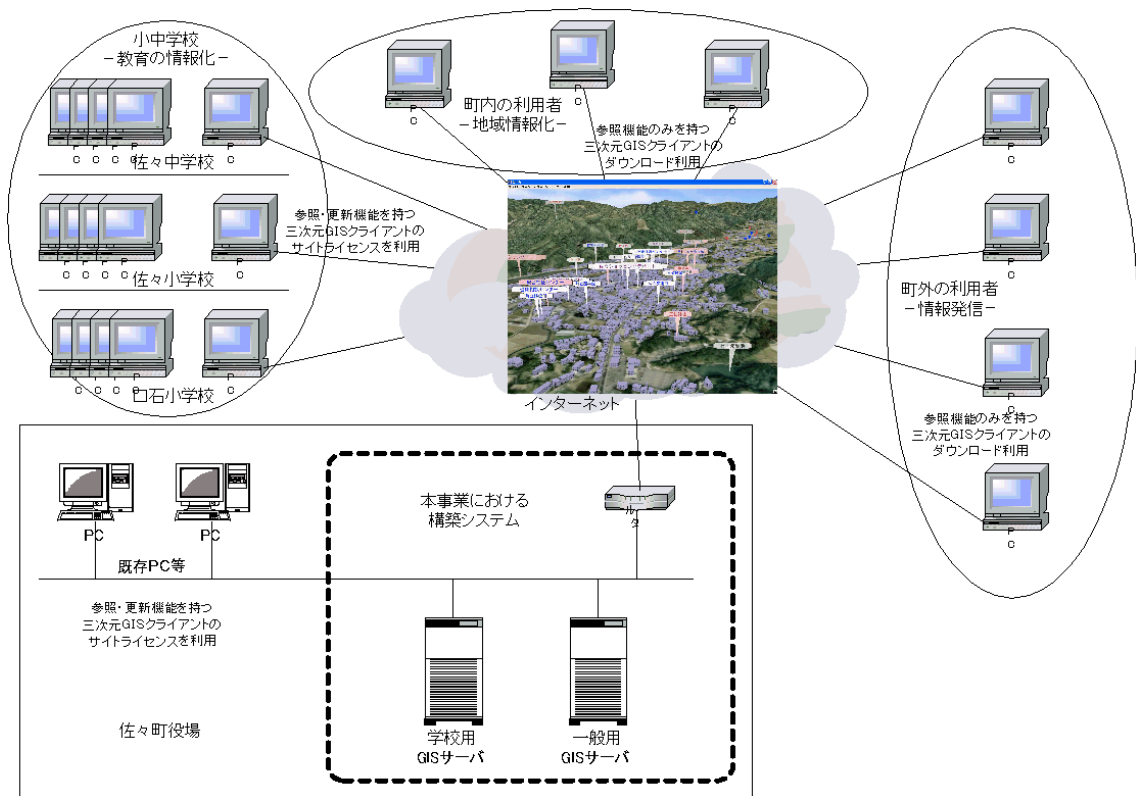 小中学校
－教育の情報化－
P
C
P
C
P
C
P
C
P
C
佐々中学校
P
C
P
C
P
C
P
C
P
C
佐々小学校
P
C
P
C
P
C
P
C
P
C
口石小学校
参照・更新機能を持つ
三次元GISクライアントの
サイトライセンスを利用
P
C
P
C
P
C
町内の利用者
－地域情報化－
参照機能のみを持つ
三次元GISクライアントの
ダウンロード利用
インターネット
P
C
P
C
町外の利用者
－情報発信－
P
C
参照機能のみを持つ
三次元GISクライアントの
ダウンロード利用
P
C
PC
PC
既存PC等
参照・更新機能を持つ
三次元GISクライアントの
サイトライセンスを利用
佐々町役場
本事業における
構築システム
ル
タ
学校用
GISサーバ
一般用
GISサーバ